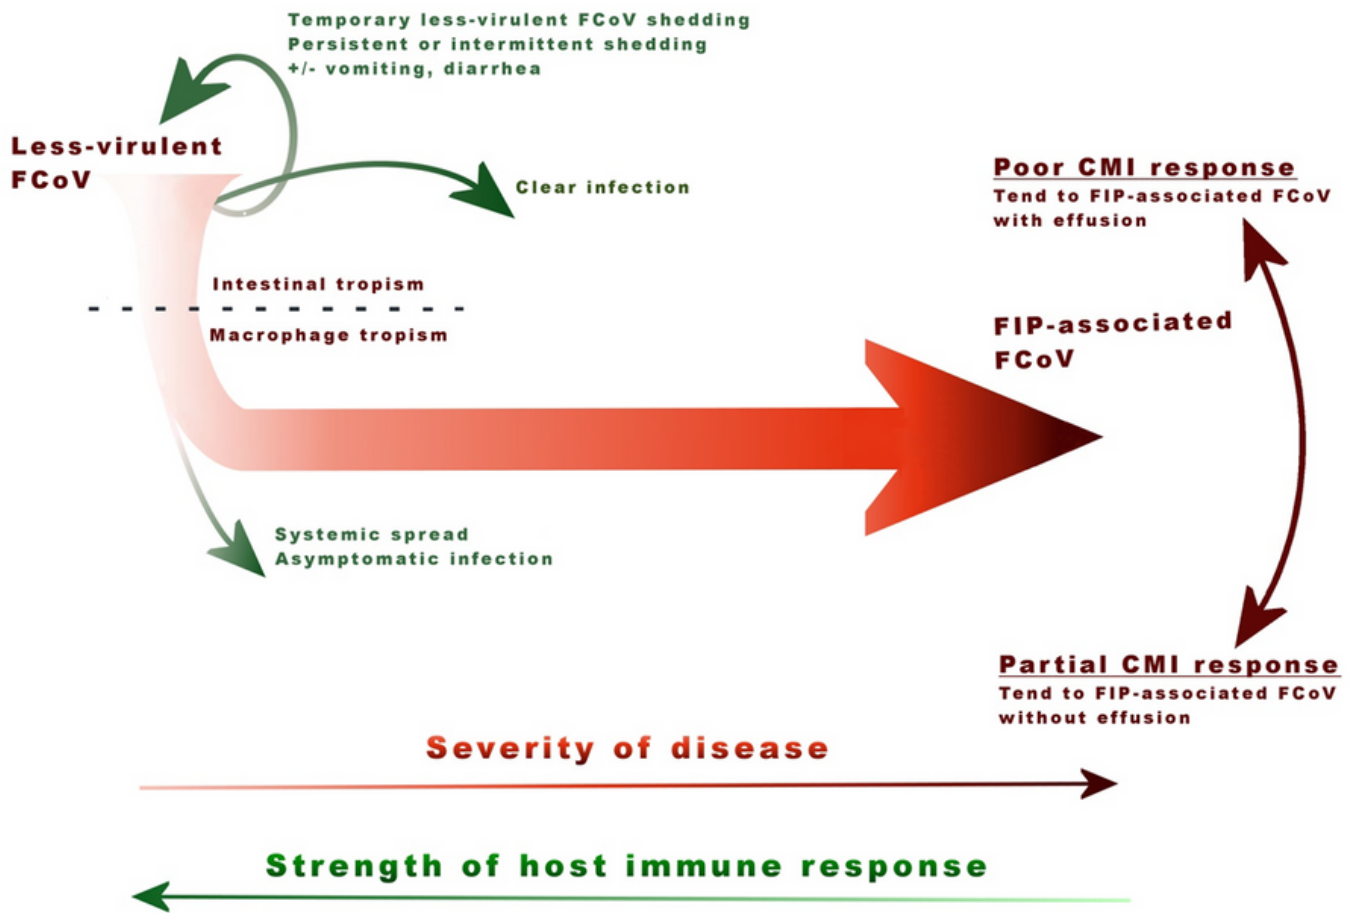 Temporary less-virulent FCoV shedding
Persistent or intermittent shedding
+/- vomiting, diarrhea
Less-virulent
FCoV
Clear infection
Poor CMI response
Tend to FIP-associated FCoV
with effusion
Intestinal tropism
Macrophage tropism
FIP-associated
FCoV
Systemic spread
Asymptomatic infection
Partial CMI response
Tend to FIP-associated FCoV
without effusion
Severity of disease
Strength of host immune response